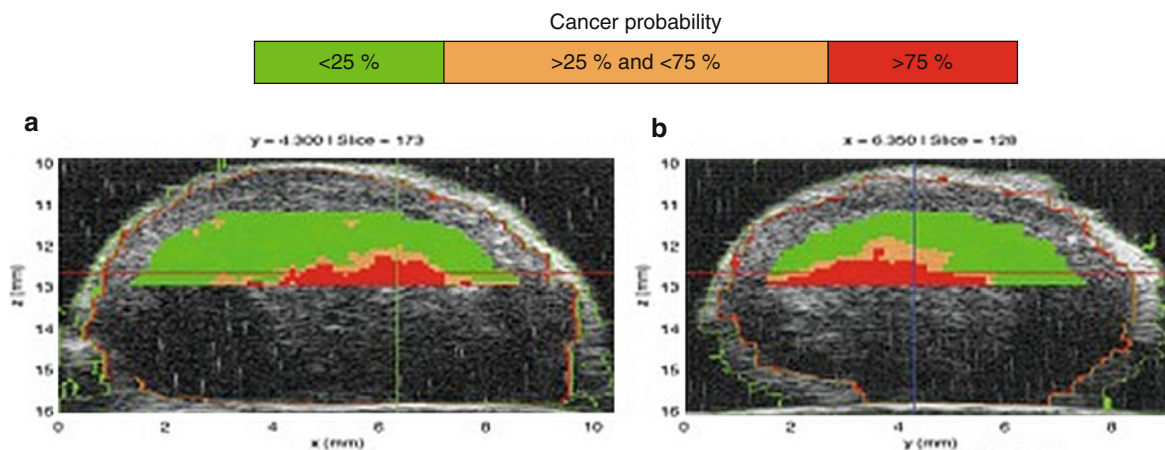 Cancer probability
<25 % >25 % and <75 % >75 %
a b
y = 4.300 | Slice = 173 x = 6.350 | Slice = 128
10 10
11 11
12 12
13 13
14 14
15 15
16 16
0 2 4 6 8 10 0 2 4 6 8
x (mm) y (mm)
z (mm) z (mm)